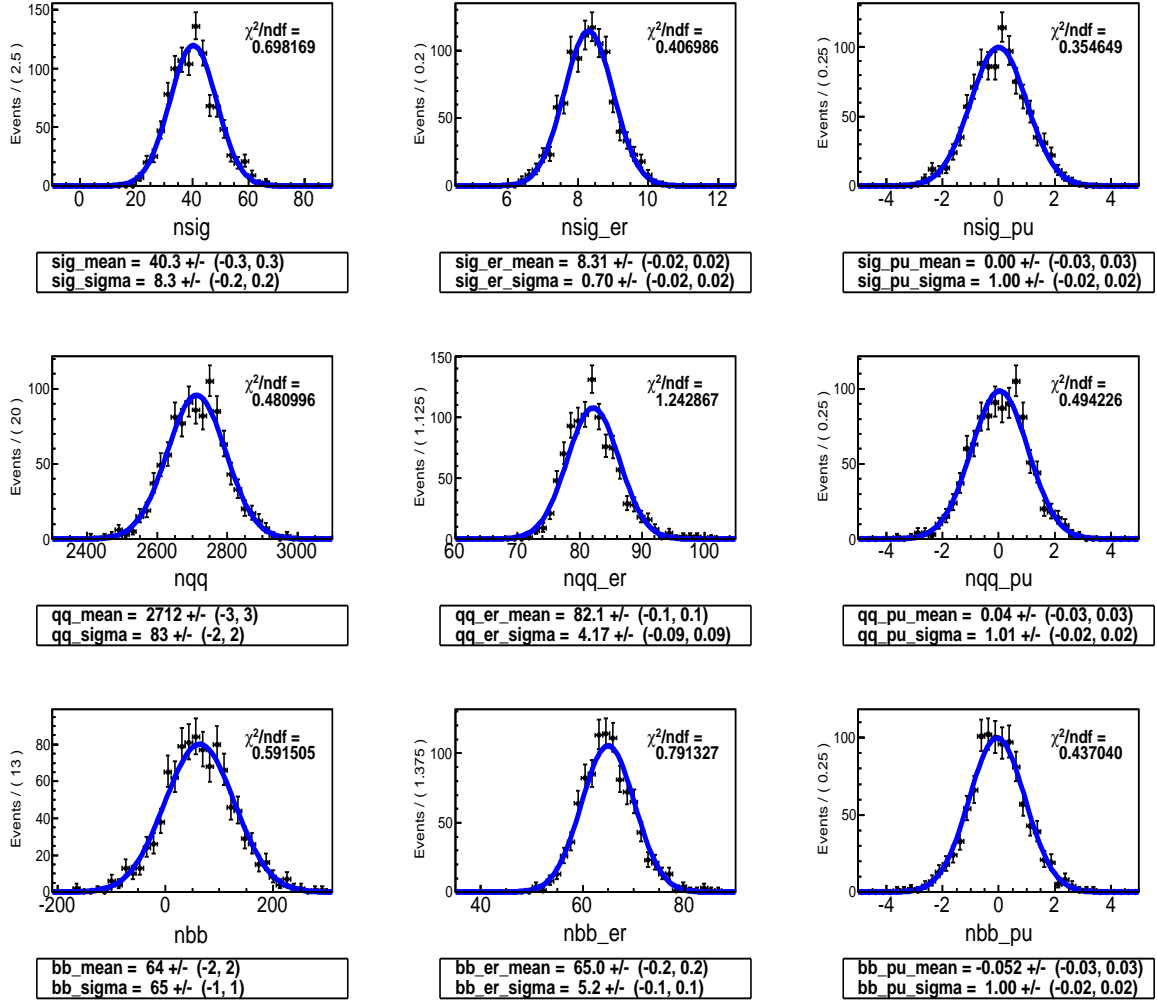 Events / ( 2.5 )
150
100
50
0
0 20 40 60 80
nsig
χ²/ndf =
0.698169
sig_mean = 40.3 +/- (-0.3, 0.3)
sig_sigma = 8.3 +/- (-0.2, 0.2)
Events / ( 0.2 )
100
50
0
6 8 10 12
nsig_er
χ²/ndf =
0.406986
sig_er_mean = 8.31 +/- (-0.02, 0.02)
sig_er_sigma = 0.70 +/- (-0.02, 0.02)
Events / ( 0.25 )
100
50
0
-4 -2 0 2 4
nsig_pu
χ²/ndf =
0.354649
sig_pu_mean = 0.00 +/- (-0.03, 0.03)
sig_pu_sigma = 1.00 +/- (-0.02, 0.02)
Events / ( 20 )
100
50
0
2400 2600 2800 3000
nqq
χ²/ndf =
0.480996
qq_mean = 2712 +/- (-3, 3)
qq_sigma = 83 +/- (-2, 2)
Events / ( 1.125 )
150
100
50
0
60 70 80 90 100
nqq_er
χ²/ndf =
1.242867
qq_er_mean = 82.1 +/- (-0.1, 0.1)
qq_er_sigma = 4.17 +/- (-0.09, 0.09)
Events / ( 0.25 )
100
50
0
-4 -2 0 2 4
nqq_pu
χ²/ndf =
0.494226
qq_pu_mean = 0.04 +/- (-0.03, 0.03)
qq_pu_sigma = 1.01 +/- (-0.02, 0.02)
Events / ( 13 )
80
60
40
20
0
-200 0 200
nbb
χ²/ndf =
0.591505
bb_mean = 64 +/- (-2, 2)
bb_sigma = 65 +/- (-1, 1)
Events / ( 1.375 )
100
50
0
40 60 80
nbb_er
χ²/ndf =
0.791327
bb_er_mean = 65.0 +/- (-0.2, 0.2)
bb_er_sigma = 5.2 +/- (-0.1, 0.1)
Events / ( 0.25 )
100
50
0
-4 -2 0 2 4
nbb_pu
χ²/ndf =
0.437040
bb_pu_mean = -0.052 +/- (-0.03, 0.03)
bb_pu_sigma = 1.00 +/- (-0.02, 0.02)